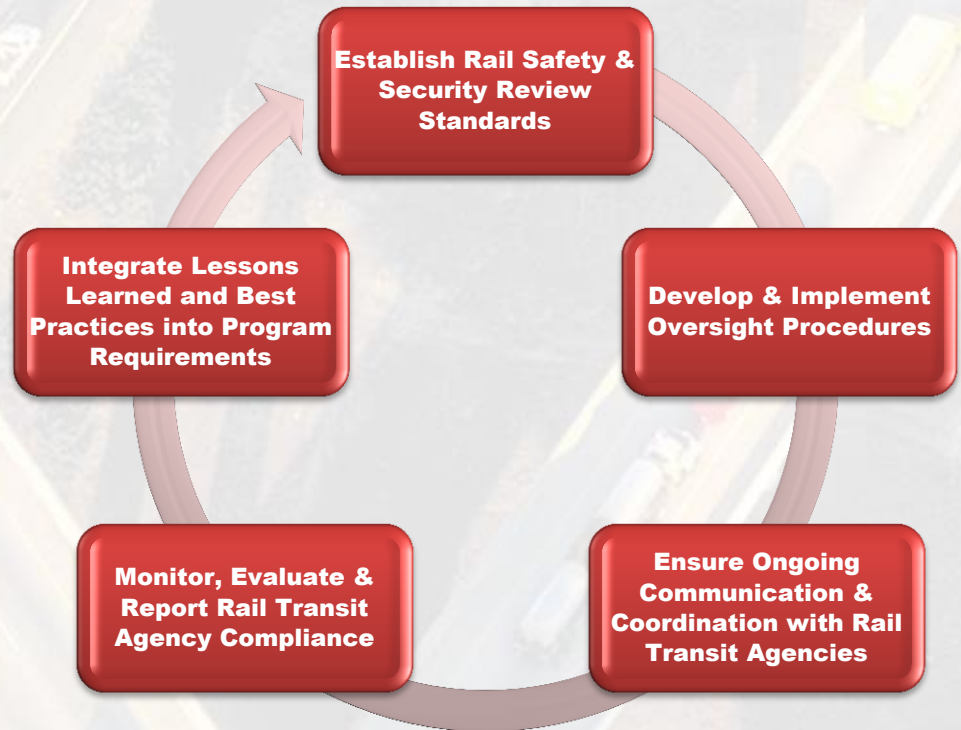 Establish Rail Safety &
Security Review
Standards
Develop & Implement
Oversight Procedures
Ensure Ongoing
Communication &
Coordination with Rail
Transit Agencies
Monitor, Evaluate &
Report Rail Transit
Agency Compliance
Integrate Lessons
Learned and Best
Practices into Program
Requirements